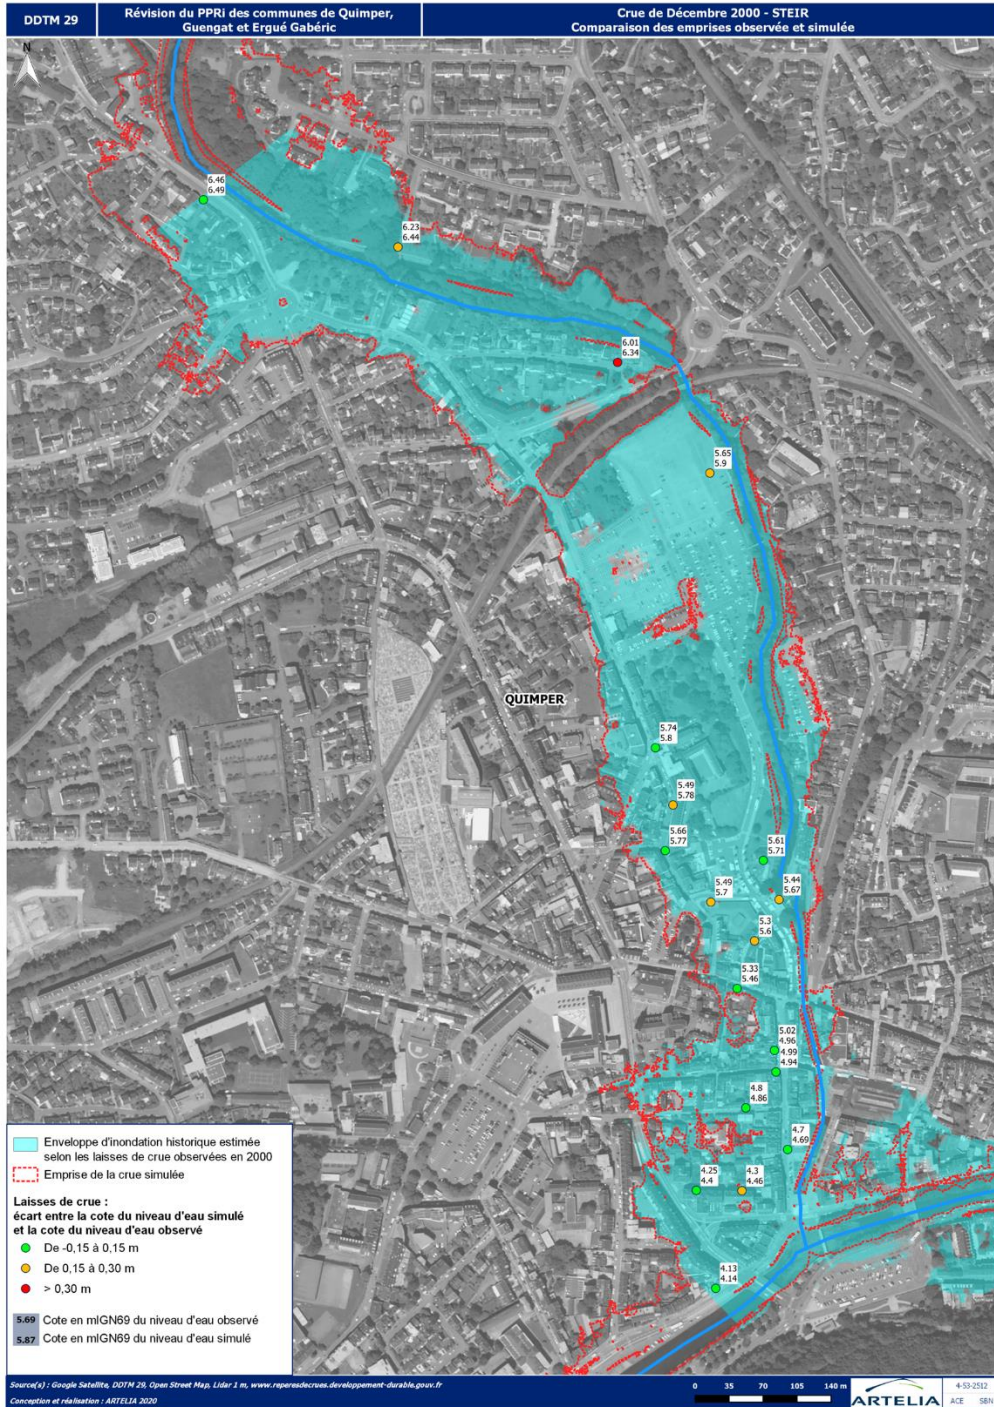 DDTM 29
Révision du PPRi des communes de Quimper,
Guengat et Ergué Gabéric
Crue de Décembre 2000 - STEIR
Comparaison des emprises observée et simulée
N
6.46
6.49
6.23
6.44
6.01
6.34
5.65
5.9
QUIMPER
5.74
5.8
5.49
5.78
5.66
5.77
5.61
5.71
5.44
5.67
5.49
5.7
5.3
5.6
5.33
5.46
5.02
4.96
4.99
4.94
4.8
4.86
4.7
4.69
4.25
4.4
4.3
4.46
4.13
4.14
Enveloppe d'inondation historique estimée
selon les laisses de crue observées en 2000
Emprise de la crue simulée
Laisses de crue :
écart entre la cote du niveau d'eau simulé
et la cote du niveau d'eau observé
De -0,15 à 0,15 m
De 0,15 à 0,30 m
> 0,30 m
5.69 Cote en mIGN69 du niveau d'eau observé
5.87 Cote en mIGN69 du niveau d'eau simulé
Source(s) : Google Satellite, DDTM 29, Open Street Map, Lidar 1 m, www.reperesdecrues.developpement-durable.gouv.fr
Conception et réalisation : ARTELIA 2020
0 35 70 105 140 m
ARTELIA
4-53-2512
ACE SBN